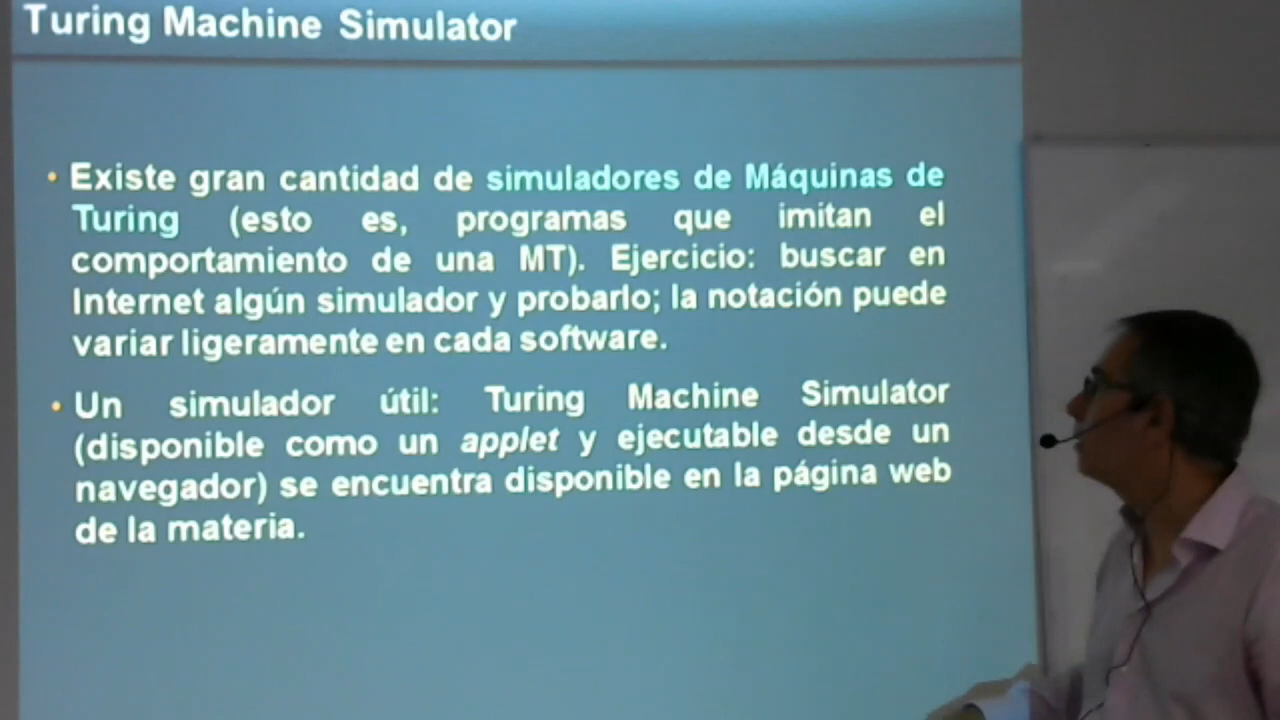 Turing Machine Simulator
• Existe gran cantidad de simuladores de Máquinas de
Turing (esto es, programas que imitan el
comportamiento de una MT). Ejercicio: buscar en
Internet algún simulador y probarlo; la notación puede
variar ligeramente en cada software.
• Un simulador útil: Turing Machine Simulator
(disponible como un applet y ejecutable desde un
navegador) se encuentra disponible en la página web
de la materia.